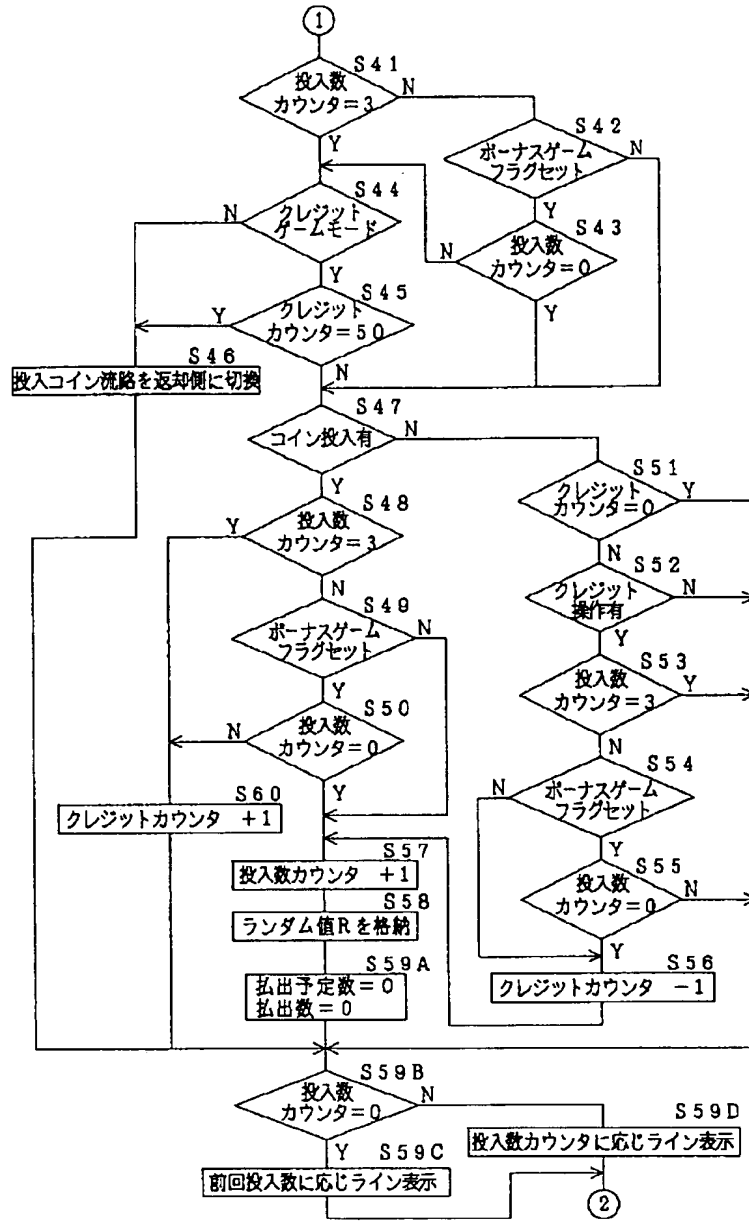 1
S41
投入数
カウンタ=3
N
Y
S42
ボーナスゲーム
フラグセット
N
Y
S43
投入数
カウンタ=0
N
Y
S44
クレジット
ゲームモード
N
Y
S45
クレジット
カウンタ=50
Y
N
S46
投入コイン流路を返却側に切換
S47
コイン投入有
N
Y
S48
投入数
カウンタ=3
Y
N
S49
ボーナスゲーム
フラグセット
N
Y
S50
投入数
カウンタ=0
N
Y
S60
クレジットカウンタ +1
S51
クレジット
カウンタ=0
Y
N
S52
クレジット
操作有
N
Y
S53
投入数
カウンタ=3
Y
N
S54
ボーナスゲーム
フラグセット
N
Y
S55
投入数
カウンタ=0
N
Y
S56
クレジットカウンタ -1
S57
投入数カウンタ +1
S58
ランダム値Rを格納
S59A
払出予定数=0
払出数=0
S59B
投入数
カウンタ=0
N
Y
S59C
前回投入数に応じライン表示
S59D
投入数カウンタに応じライン表示
2